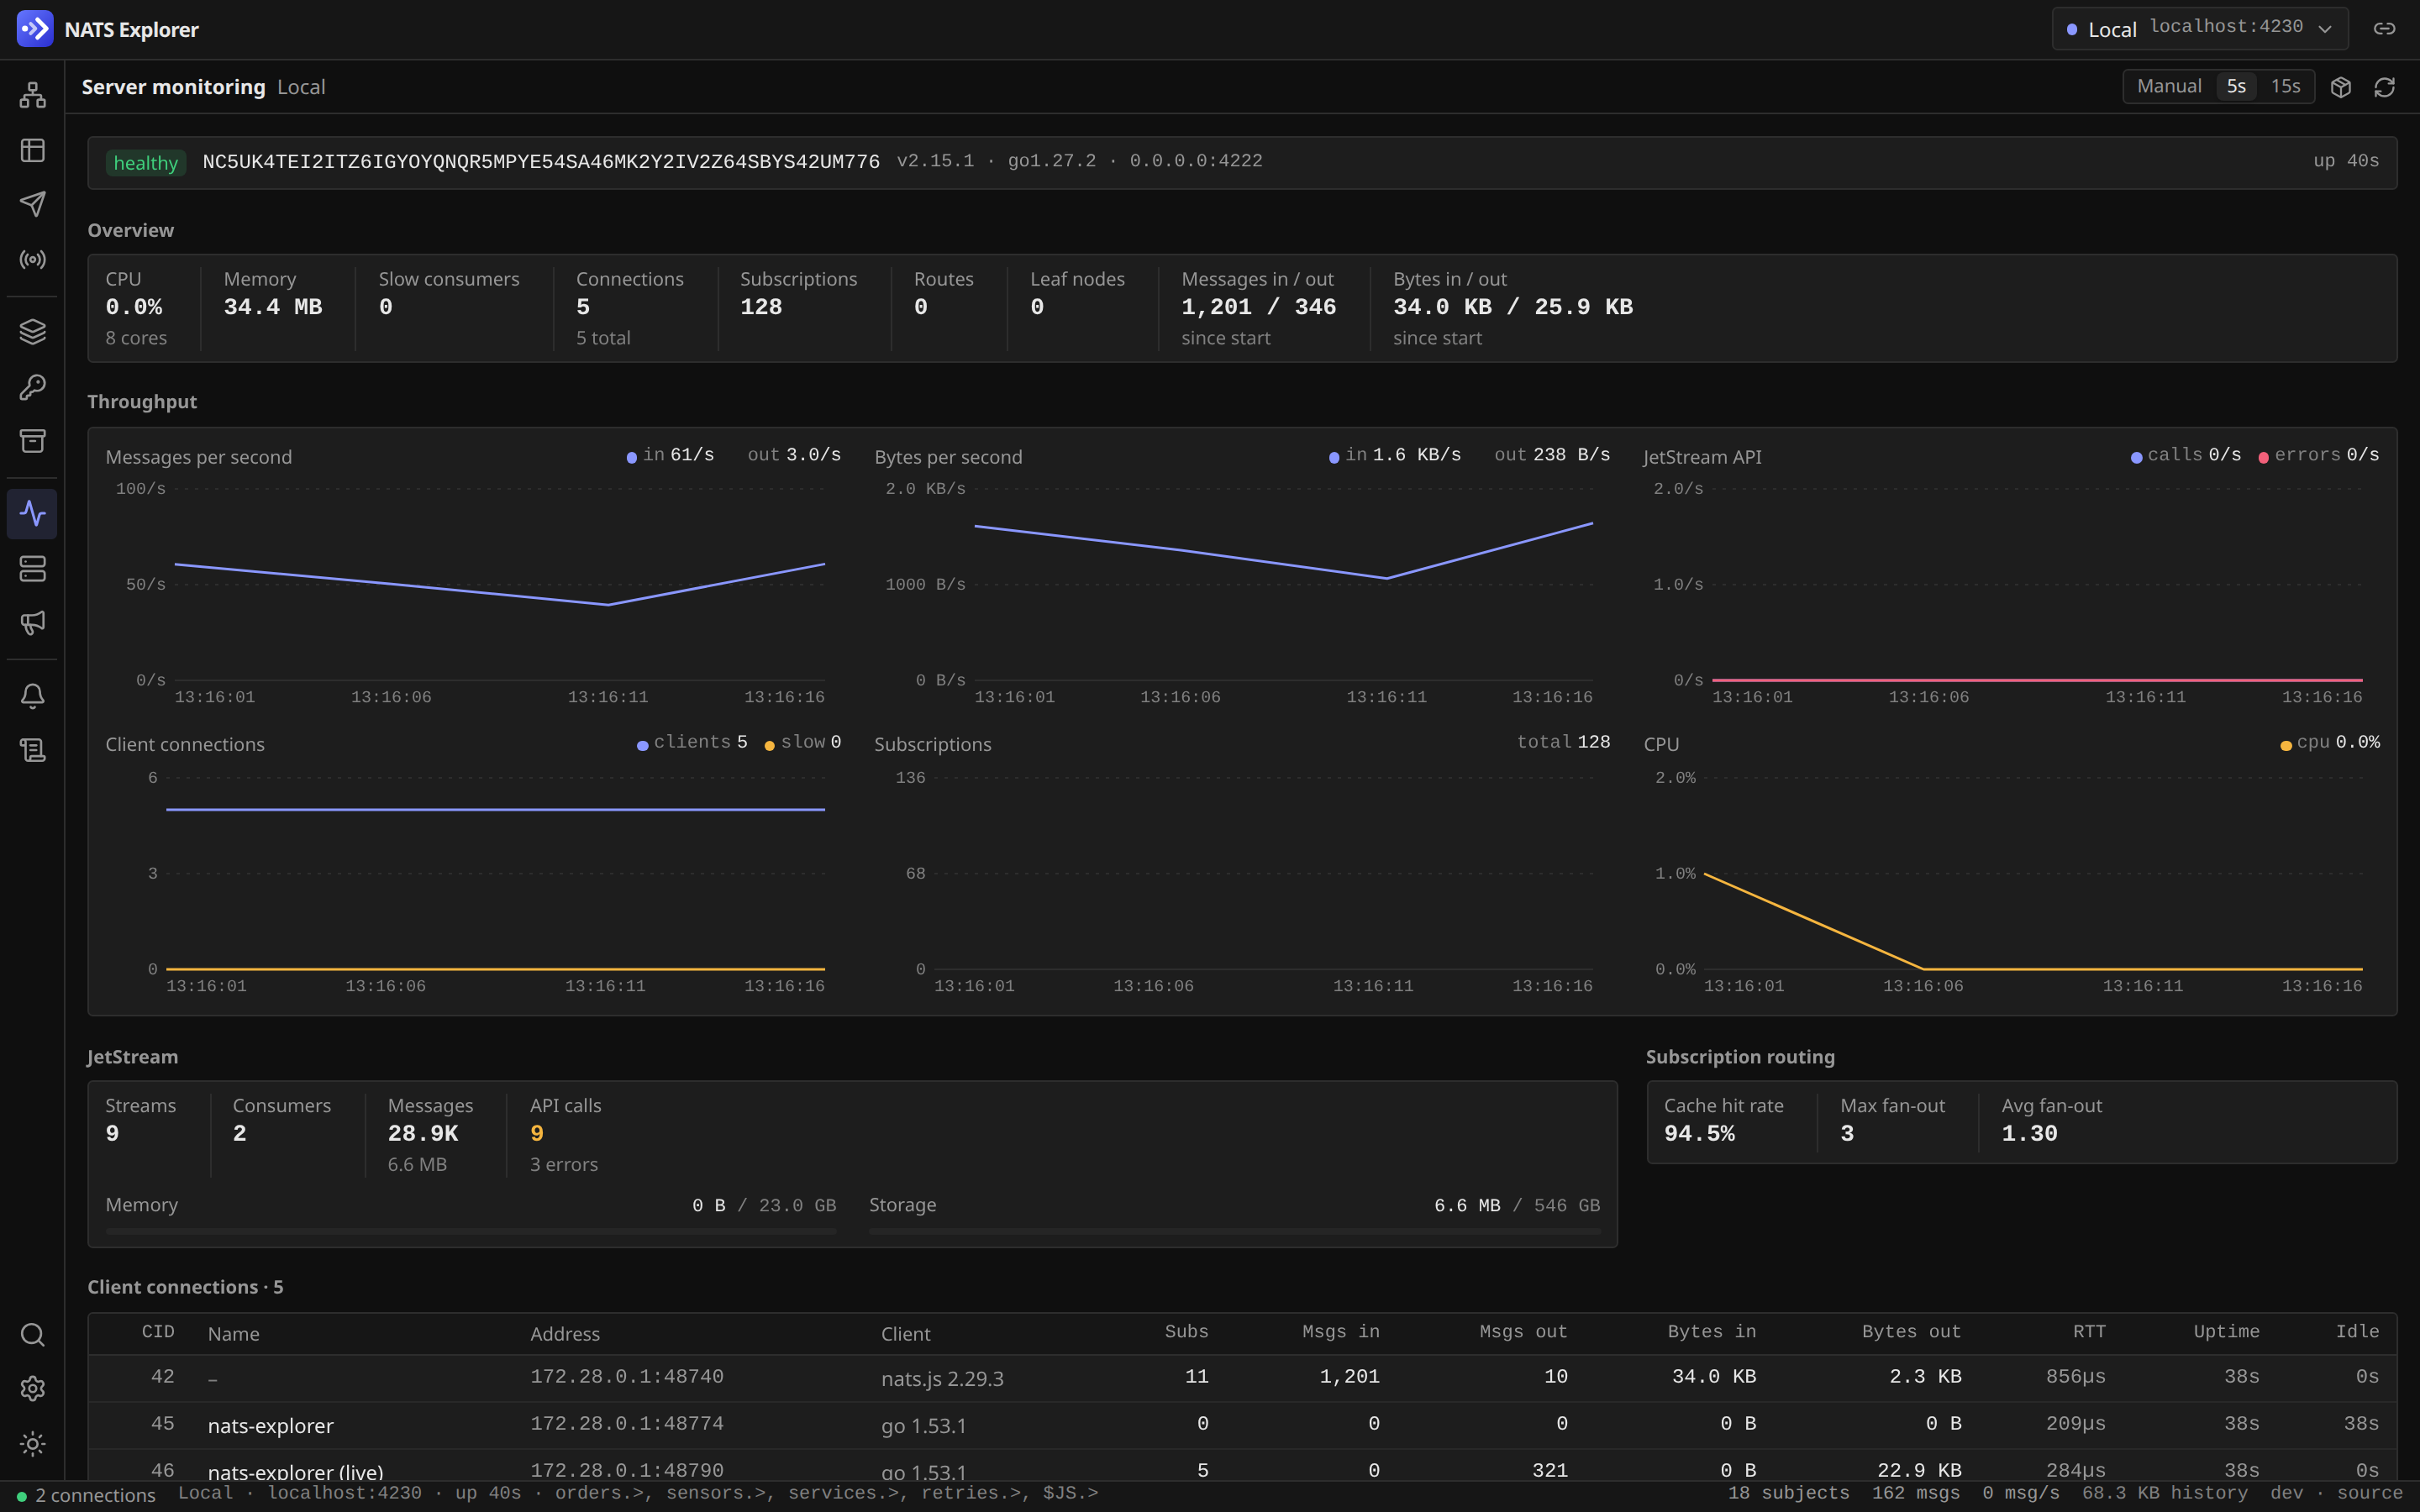 NATS Explorer
Local localhost:4230
Server monitoring Local
Manual 5s 15s
healthy NC5UK4TEI2ITZ6IGYOYQNQR5MPYE54SA46MK2Y2IV2Z64SBYS42UM776 v2.15.1 · go1.27.2 · 0.0.0.0:4222 up 40s
Overview
CPU Memory Slow consumers Connections Subscriptions Routes Leaf nodes Messages in / out Bytes in / out
0.0% 34.4 MB 0 5 128 0 0 1,201 / 346 34.0 KB / 25.9 KB
8 cores 5 total since start since start
Throughput
Messages per second in 61/s out 3.0/s
100/s
50/s
0/s
13:16:01 13:16:06 13:16:11 13:16:16
Bytes per second in 1.6 KB/s out 238 B/s
2.0 KB/s
1000 B/s
0 B/s
13:16:01 13:16:06 13:16:11 13:16:16
JetStream API calls 0/s errors 0/s
2.0/s
1.0/s
0/s
13:16:01 13:16:06 13:16:11 13:16:16
Client connections clients 5 slow 0
6
3
0
13:16:01 13:16:06 13:16:11 13:16:16
Subscriptions total 128
136
68
0
13:16:01 13:16:06 13:16:11 13:16:16
CPU cpu 0.0%
2.0%
1.0%
0.0%
13:16:01 13:16:06 13:16:11 13:16:16
JetStream
Streams Consumers Messages API calls
9 2 28.9K 9
6.6 MB 3 errors
Memory 0 B / 23.0 GB Storage 6.6 MB / 546 GB
Subscription routing
Cache hit rate Max fan-out Avg fan-out
94.5% 3 1.30
Client connections · 5
CID Name Address Client Subs Msgs in Msgs out Bytes in Bytes out RTT Uptime Idle
42 – 172.28.0.1:48740 nats.js 2.29.3 11 1,201 10 34.0 KB 2.3 KB 856µs 38s 0s
45 nats-explorer 172.28.0.1:48774 go 1.53.1 0 0 0 0 B 0 B 209µs 38s 38s
46 nats-explorer (live) 172.28.0.1:48790 go 1.53.1 5 0 321 0 B 22.9 KB 284µs 38s 0s
2 connections Local · localhost:4230 · up 40s · orders.>, sensors.>, services.>, retries.>, $JS.> 18 subjects 162 msgs 0 msg/s 68.3 KB history dev · source